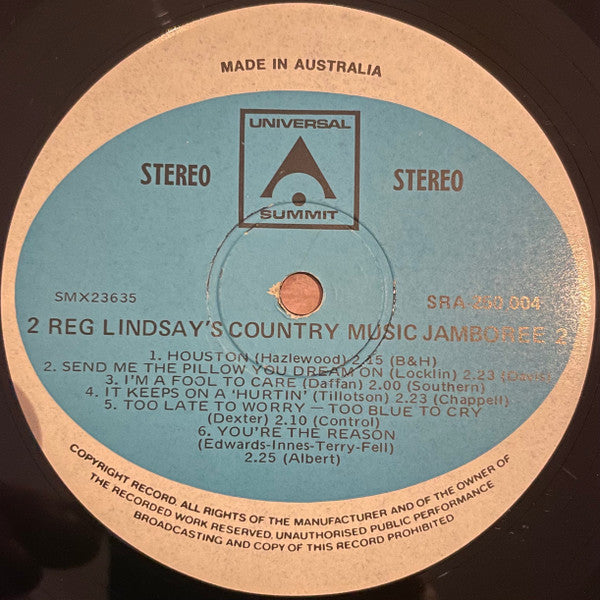 MADE IN AUSTRALIA
UNIVERSAL
SUMMIT
STEREO
STEREO
SMX23635
SRA 004
2 REG LINDSAY'S COUNTRY MUSIC JAMBOREE 2
1. HOUSTON (Hazlewood) 2.15 (B&H)
2. SEND ME THE PILLOW YOU DREAM ON (Locklin) 2.23 (Davis)
3. I'M A FOOL TO CARE (Daffan) 2.00 (Southern)
4. IT KEEPS ON A 'HURTIN' (Tillotson) 2.23 (Chappell)
5. TOO LATE TO WORRY — TOO BLUE TO CRY
(Dexter) 2.10 (Control)
6. YOU'RE THE REASON
(Edwards-Innes-Terry-Fell)
2.25 (Albert)
COPYRIGHT RECORD. ALL RIGHTS OF THE MANUFACTURER AND OF THE OWNER OF
THE RECORDED WORK RESERVED. UNAUTHORISED PUBLIC PERFORMANCE
BROADCASTING AND COPY OF THIS RECORD PROHIBITED